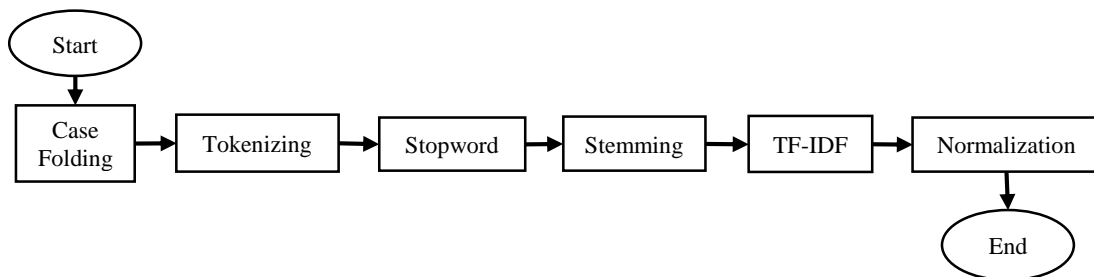 Start
Case
Folding
Tokenizing
Stopword
Stemming
TF-IDF
Normalization
End